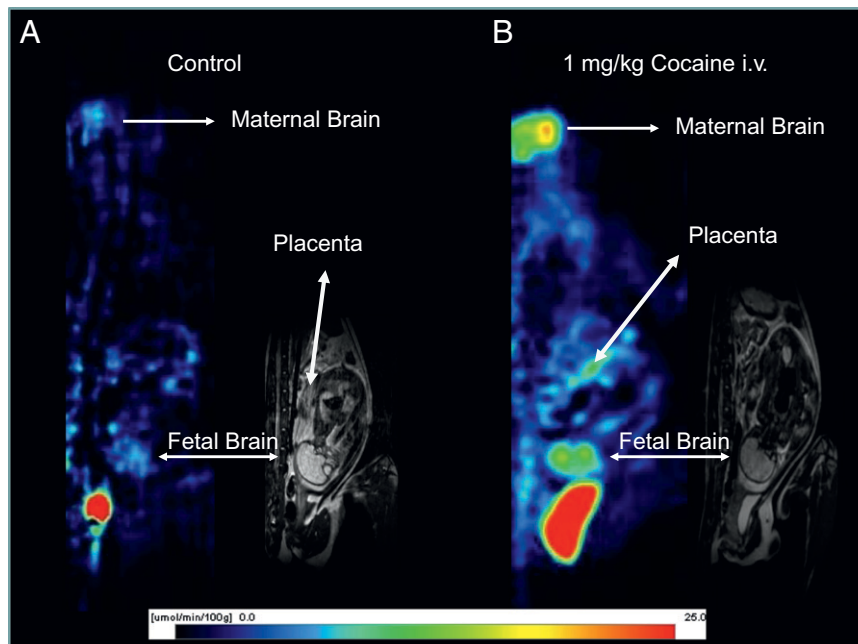 A
B
Control
1 mg/kg Cocaine i.v.
Maternal Brain
Maternal Brain
Placenta
Placenta
Fetal Brain
Fetal Brain
[umol/min/100g] 0.0
25.0